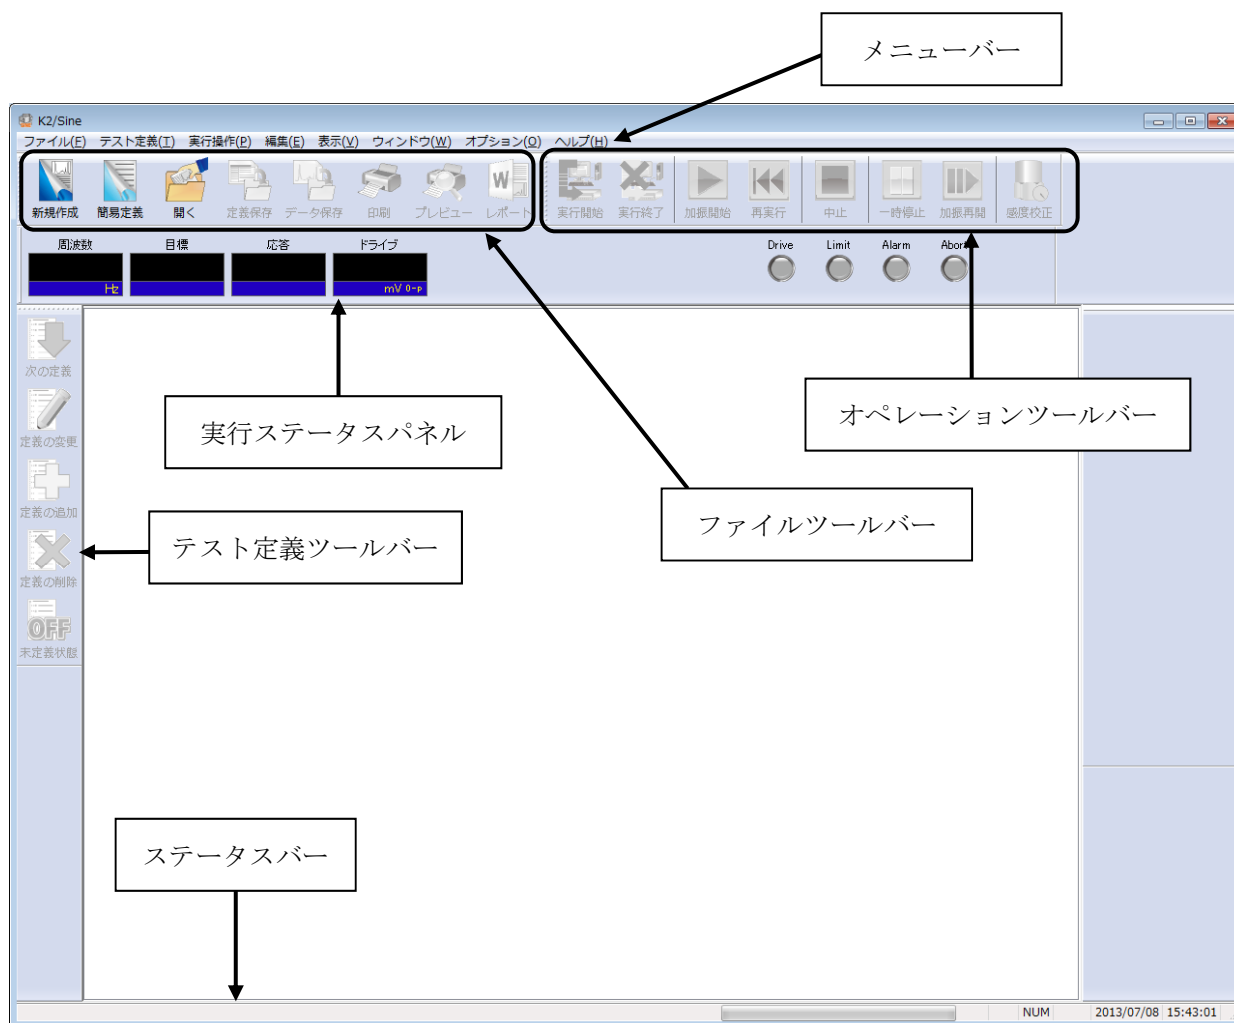 メニューバー
K2/Sine
ファイル(F) テスト定義(T) 実行操作(P) 編集(E) 表示(V) ウィンドウ(W) オプション(O) ヘルプ(H)
新規作成 簡易定義 開く 定義保存 データ保存 印刷 プレビュー レポート 実行開始 実行終了 加振開始 再実行 中止 一時停止 加振再開 感度校正
周波数 目標 応答 ドライブ Drive Limit Alarm Abort
Hz mV 0-p
次の定義
定義の変更
定義の追加
定義の削除
OFF
未定義状態
実行ステータスパネル
オペレーションツールバー
ファイルツールバー
テスト定義ツールバー
ステータスバー
NUM 2013/07/08 15:43:01